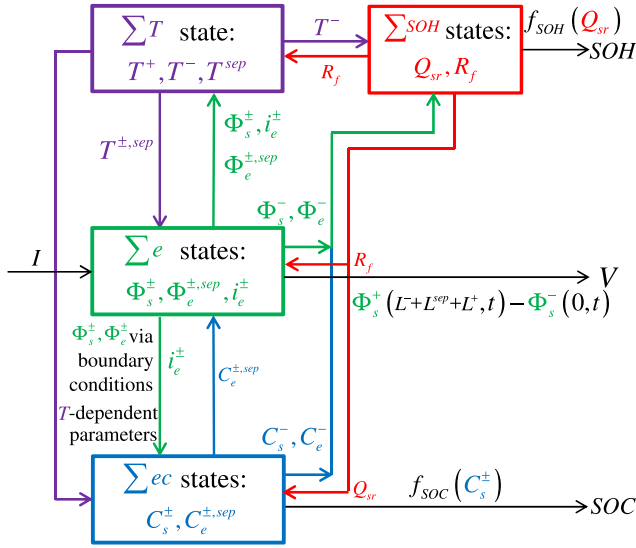 ∑T state:
T⁺, T⁻, Tˢᵉᵖ
T⁻
R_f
∑SOH states:
Q_sr, R_f
f_SOH (Q_sr)
SOH
T^±,sep
Φ_s^±, i_e^±
Φ_e^±,sep
Φ_s^-, Φ_e^-
I
∑e states:
Φ_s^±, Φ_e^±,sep, i_e^±
R_f
V
Φ_s^+ (L⁻+Lˢᵉᵖ+L⁺, t) − Φ_s^- (0, t)
Φ_s^±, Φ_e^± via
boundary
conditions
T-dependent
parameters
i_e^±
C_e^±,sep
C_s^-, C_e^-
∑ec states:
C_s^±, C_e^±,sep
Q_sr
f_SOC (C_s^±)
SOC